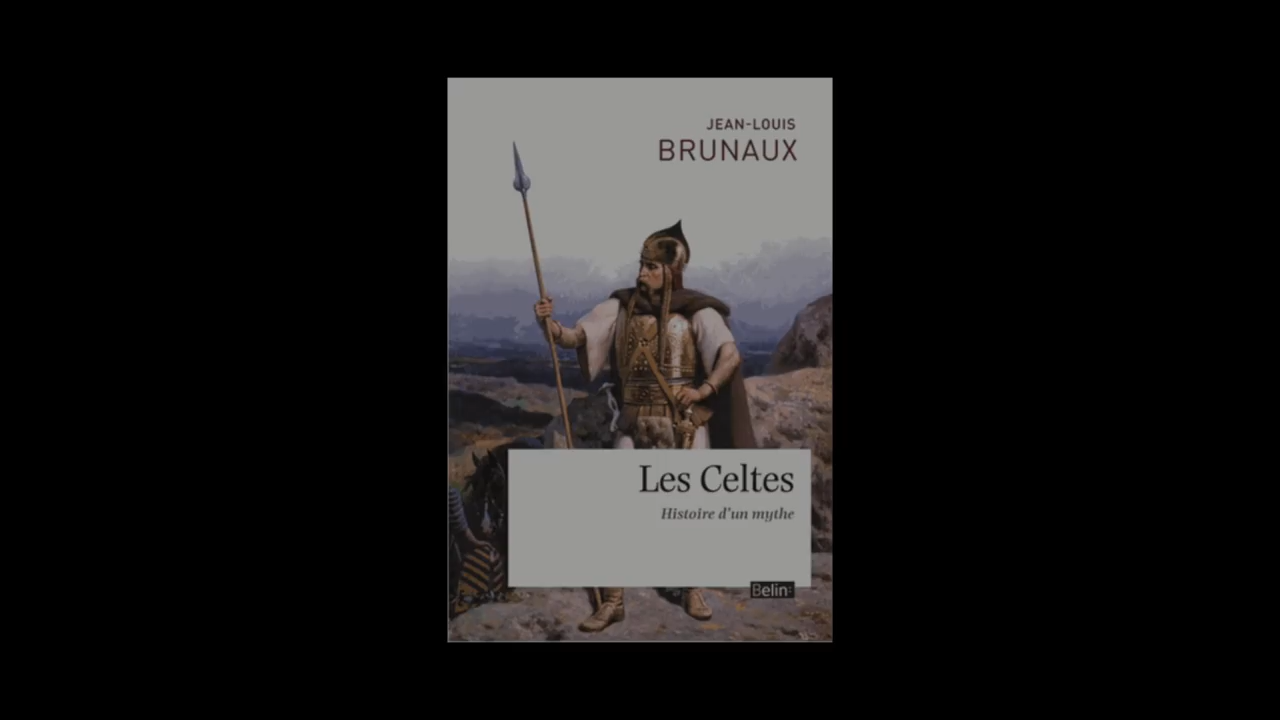 JEAN-LOUIS
BRUNAUX
Les Celtes
Histoire d'un mythe
Belin: